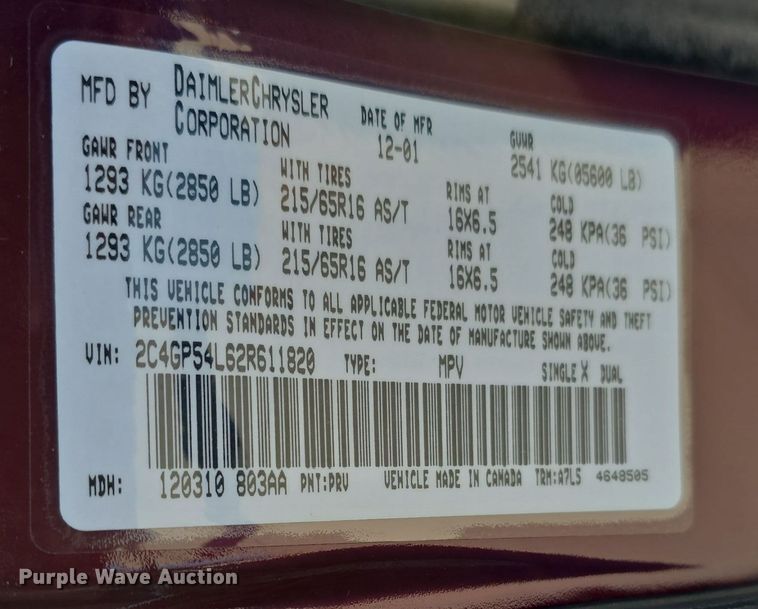 MFD BY DAIMLERCHRYSLER CORPORATION DATE OF MFR 12-01 GVWR 2541 KG(05600 LB)
GAWR FRONT WITH TIRES RIMS AT COLD
1293 KG(2850 LB) 215/65R16 AS/T 16X6.5 248 KPA(36 PSI)
GAWR REAR WITH TIRES RIMS AT COLD
1293 KG(2850 LB) 215/65R16 AS/T 16X6.5 248 KPA(36 PSI)
THIS VEHICLE CONFORMS TO ALL APPLICABLE FEDERAL MOTOR VEHICLE SAFETY AND THEFT
PREVENTION STANDARDS IN EFFECT ON THE DATE OF MANUFACTURE SHOWN ABOVE.
VIN: 2C4GP54L62R611820 TYPE: MPV SINGLE X DUAL
MDH: 120310 803AA PNT:PRV VEHICLE MADE IN CANADA TRM:A7L5 4648505
Purple Wave Auction